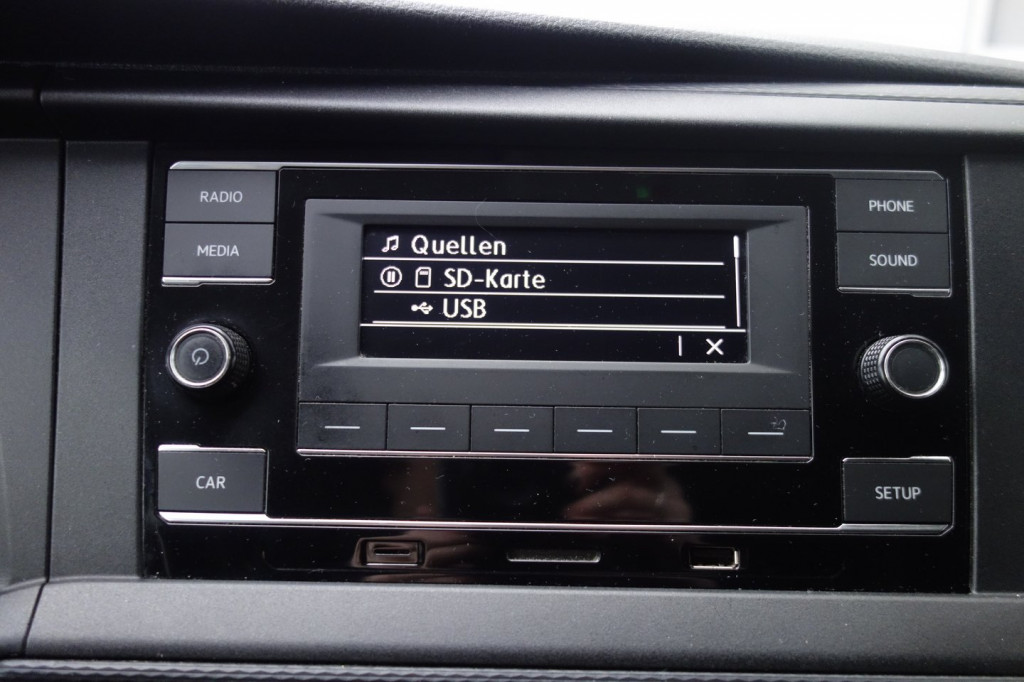 RADIO
MEDIA
Quellen
SD-Karte
USB
PHONE
SOUND
CAR
SETUP